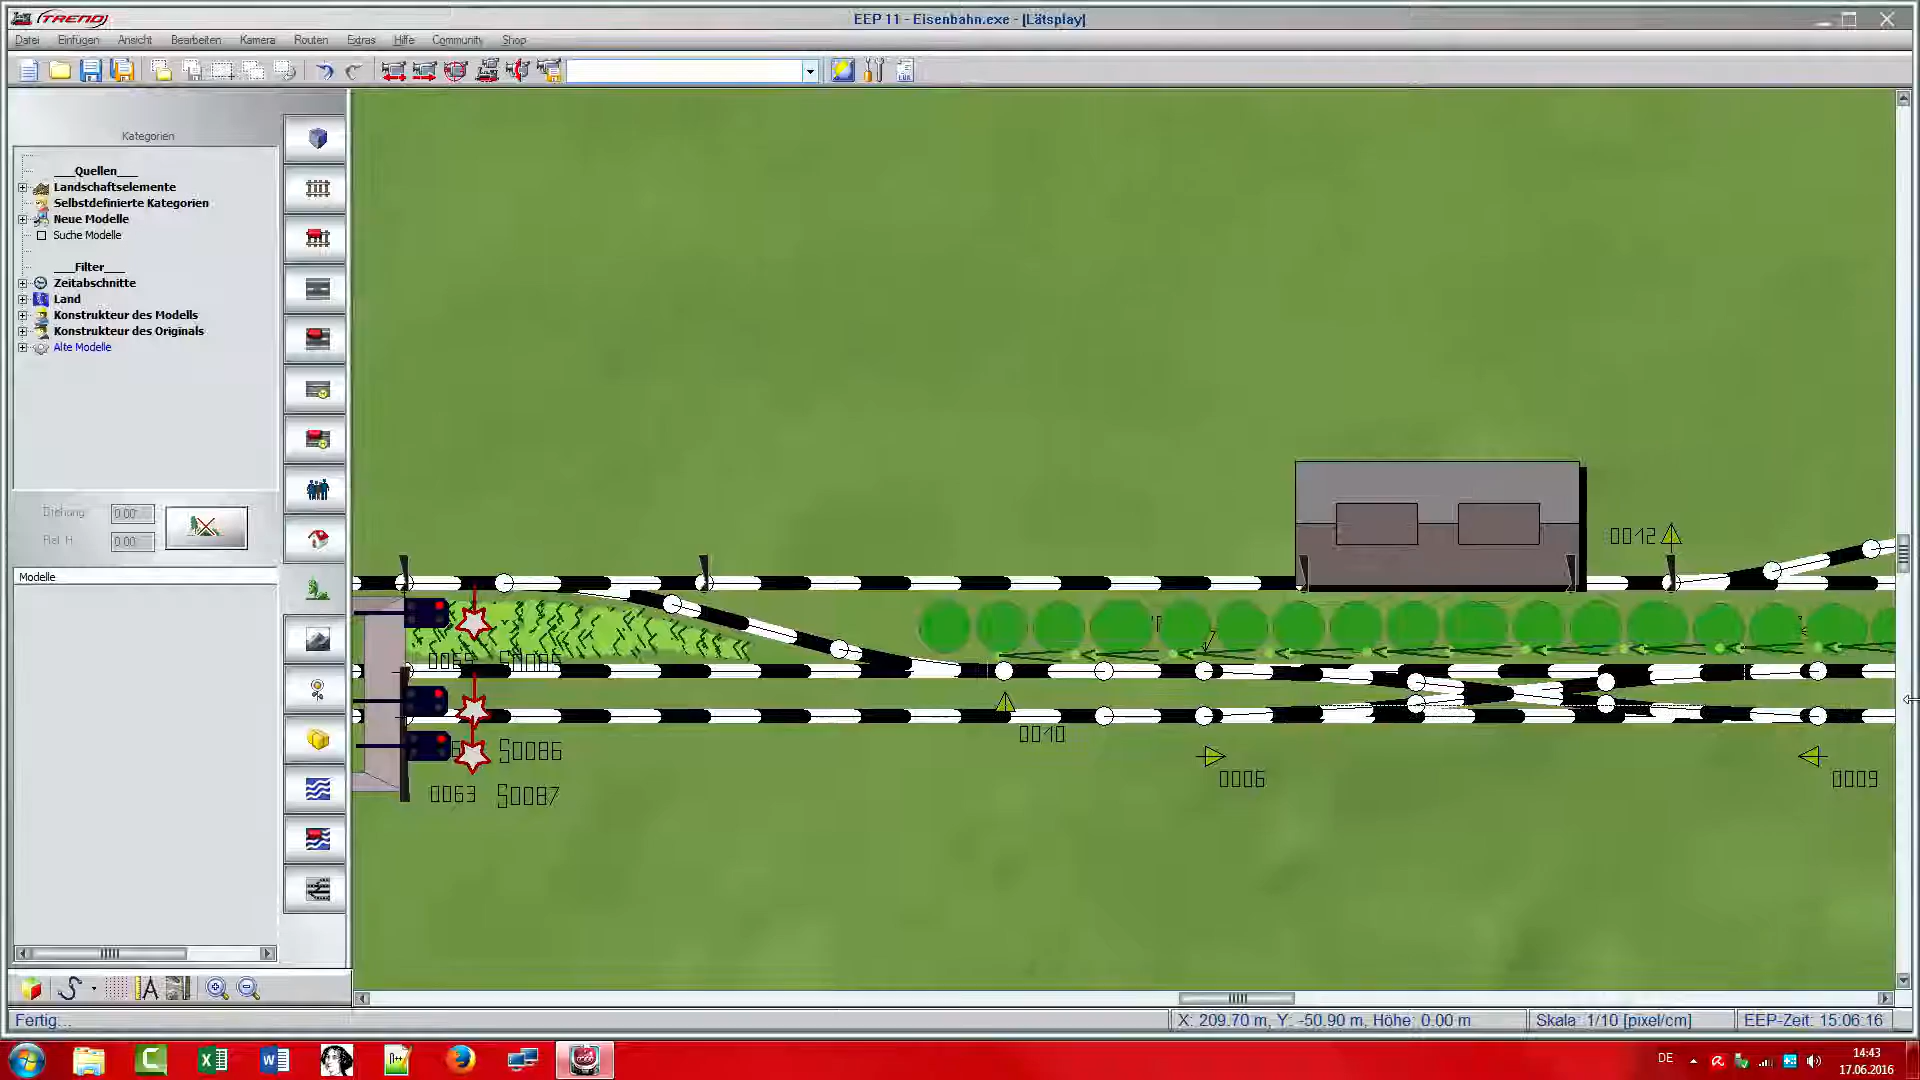 TREND
EEP 11 - Eisenbahn.exe - [Lätsplay]
Datei Einfügen Ansicht Bearbeiten Kamera Routen Extras Hilfe Community Shop
LUA
Kategorien
___Quellen___
Landschaftselemente
Selbstdefinierte Kategorien
Neue Modelle
Suche Modelle
___Filter___
Zeitabschnitte
Land
Konstrukteur des Modells
Konstrukteur des Originals
Alte Modelle
Drehung 0.00
Rel. H 0.00
Modelle
0012
0010
S0086
0006
0009
0063 S0087
Fertig...
X: 209.70 m, Y: -50.90 m, Höhe: 0.00 m
Skala: 1/10 [pixel/cm]
EEP-Zeit: 15:06:16
DE
14:43
17.06.2016